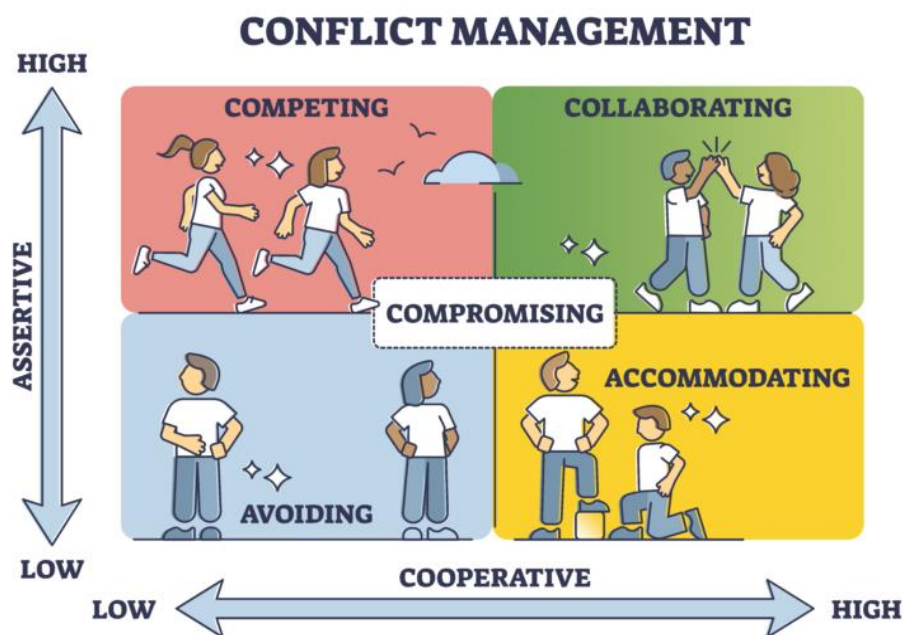 CONFLICT MANAGEMENT
HIGH
COMPETING
COLLABORATING
ASSERTIVE
COMPROMISING
ACCOMMODATING
AVOIDING
LOW
COOPERATIVE
LOW
HIGH